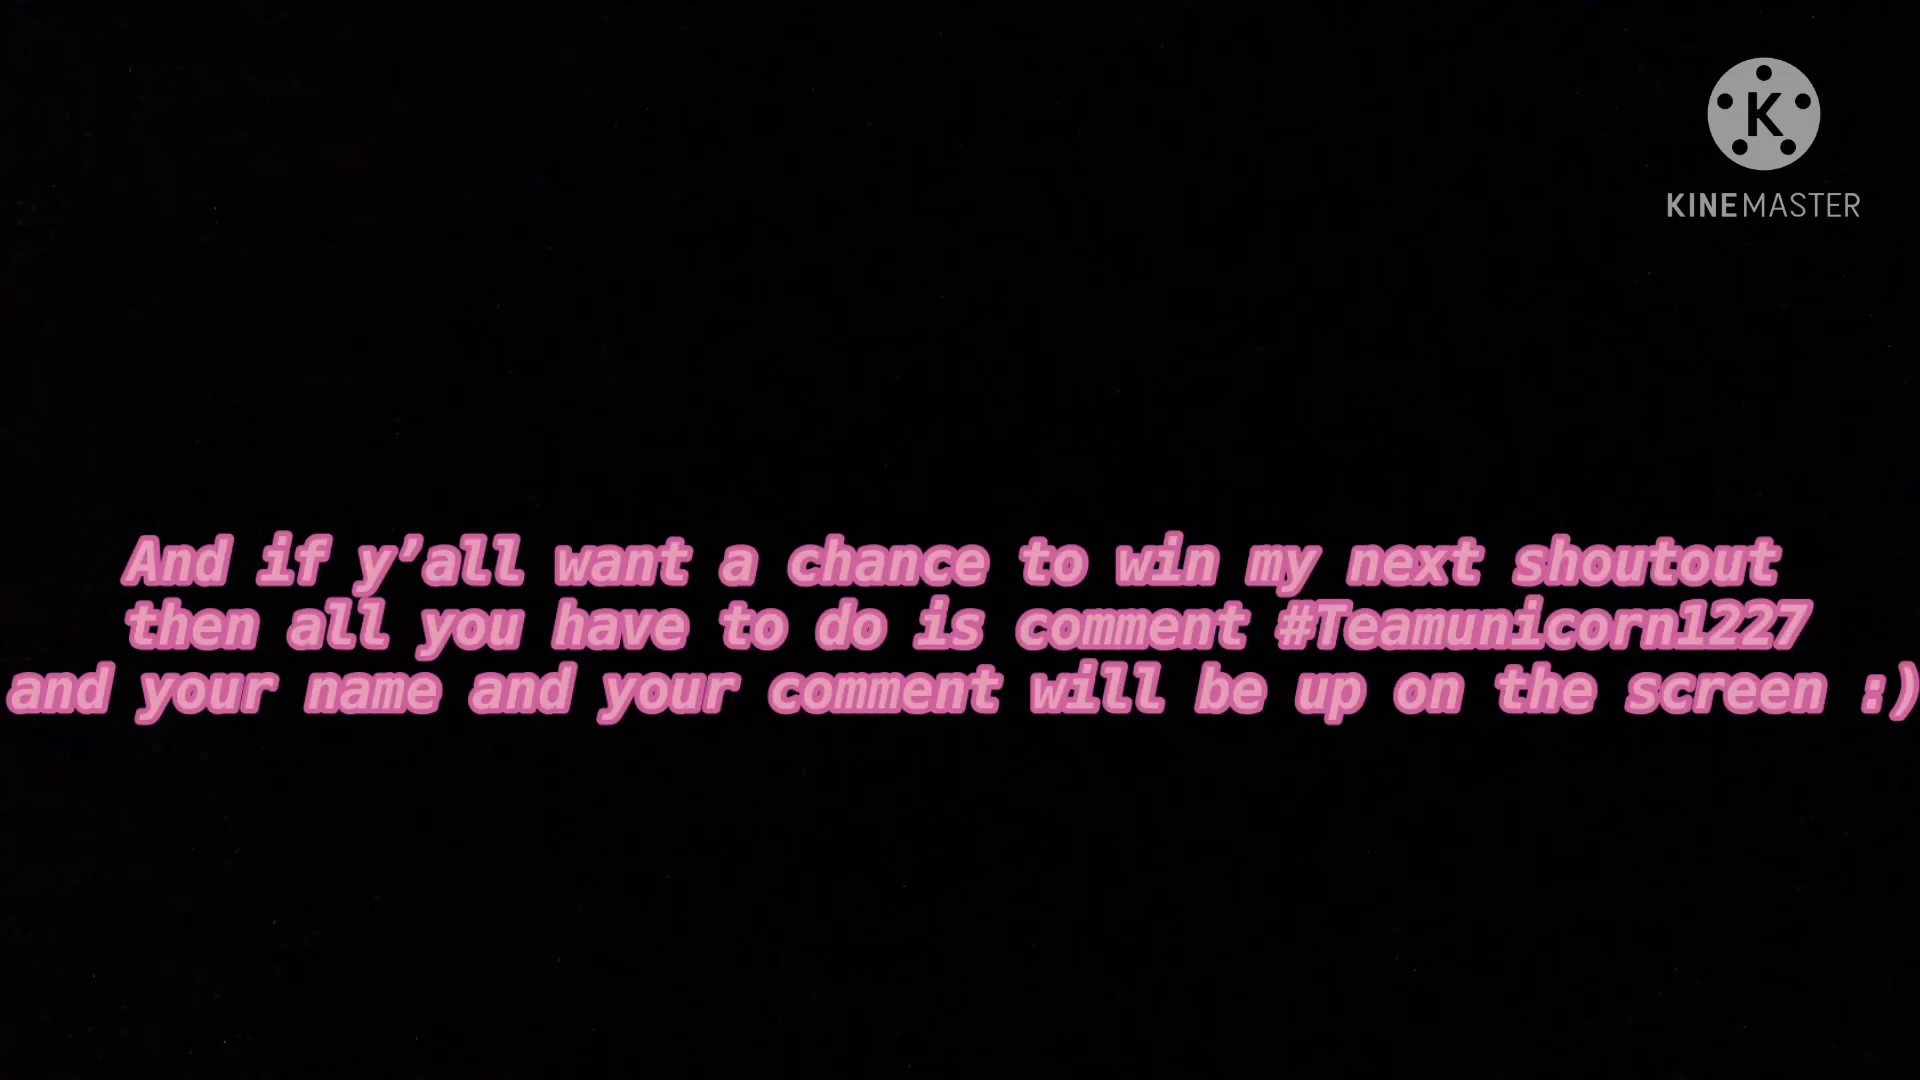 K
KINEMASTER
And if y’all want a chance to win my next shoutout
then all you have to do is comment #Teamunicorn1227
and your name and your comment will be up on the screen :)